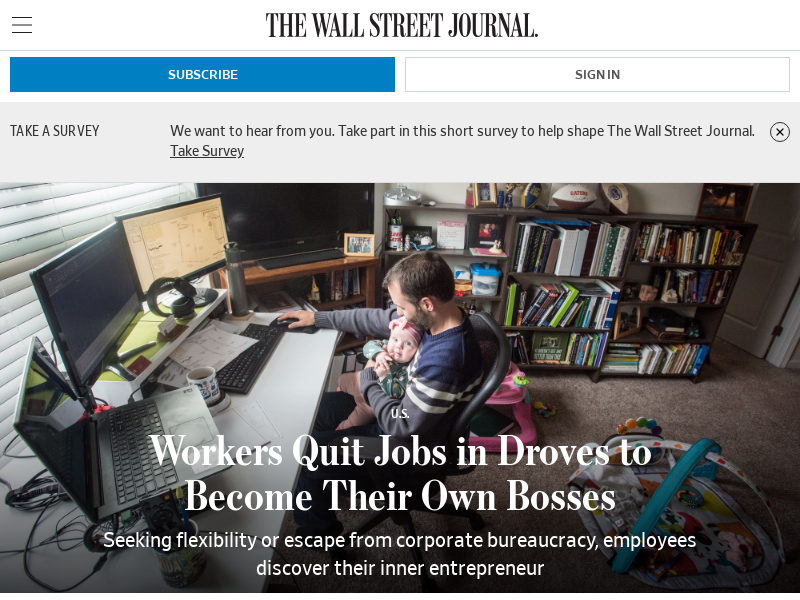 THE WALL STREET JOURNAL.
SUBSCRIBE
SIGN IN
TAKE A SURVEY
We want to hear from you. Take part in this short survey to help shape The Wall Street Journal.
Take Survey
U.S.
Workers Quit Jobs in Droves to
Become Their Own Bosses
Seeking flexibility or escape from corporate bureaucracy, employees
discover their inner entrepreneur